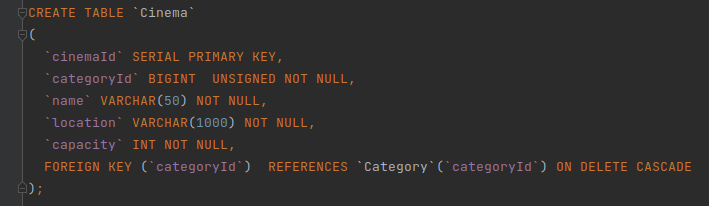 CREATE TABLE `Cinema`
(
`cinemaId` SERIAL PRIMARY KEY,
`categoryId` BIGINT  UNSIGNED NOT NULL,
`name` VARCHAR(50) NOT NULL,
`location` VARCHAR(1000) NOT NULL,
`capacity` INT NOT NULL,
FOREIGN KEY (`categoryId`)  REFERENCES `Category`(`categoryId`) ON DELETE CASCADE
);